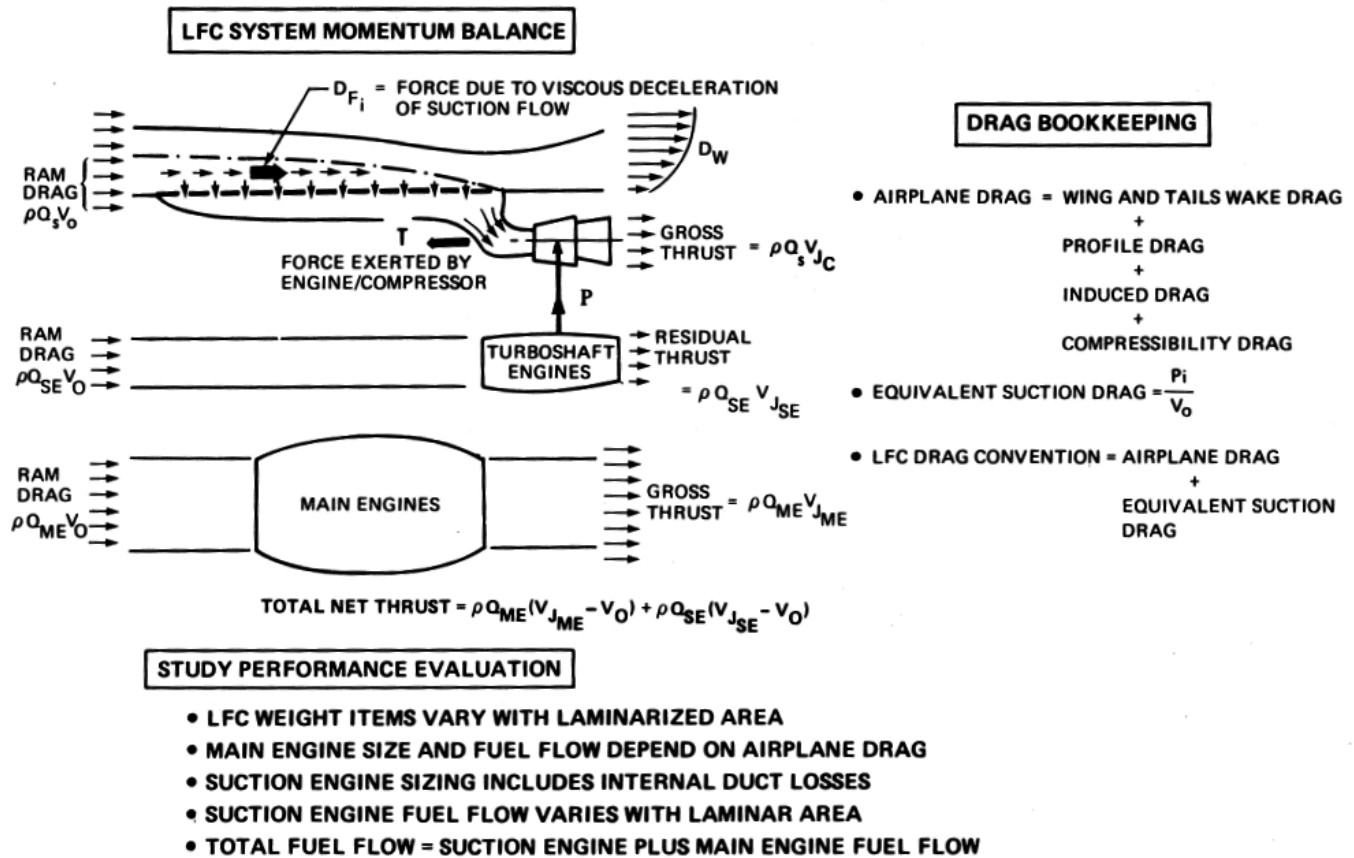 LFC SYSTEM MOMENTUM BALANCE
D_Fi = FORCE DUE TO VISCOUS DECELERATION
OF SUCTION FLOW
D_W
RAM
DRAG
ρQ_sV_o
T
FORCE EXERTED BY
ENGINE/COMPRESSOR
GROSS
THRUST = ρQ_sV_JC
P
RAM
DRAG
ρQ_SEV_O
TURBOSHAFT
ENGINES
RESIDUAL
THRUST
= ρQ_SE V_JSE
RAM
DRAG
ρQ_MEV_O
MAIN ENGINES
GROSS
THRUST = ρQ_MEV_JME
TOTAL NET THRUST = ρQ_ME(V_JME - V_O) + ρQ_SE(V_JSE - V_O)
DRAG BOOKKEEPING
• AIRPLANE DRAG = WING AND TAILS WAKE DRAG
+
PROFILE DRAG
+
INDUCED DRAG
+
COMPRESSIBILITY DRAG
• EQUIVALENT SUCTION DRAG = P_i / V_o
• LFC DRAG CONVENTION = AIRPLANE DRAG
+
EQUIVALENT SUCTION
DRAG
STUDY PERFORMANCE EVALUATION
• LFC WEIGHT ITEMS VARY WITH LAMINARIZED AREA
• MAIN ENGINE SIZE AND FUEL FLOW DEPEND ON AIRPLANE DRAG
• SUCTION ENGINE SIZING INCLUDES INTERNAL DUCT LOSSES
• SUCTION ENGINE FUEL FLOW VARIES WITH LAMINAR AREA
• TOTAL FUEL FLOW = SUCTION ENGINE PLUS MAIN ENGINE FUEL FLOW